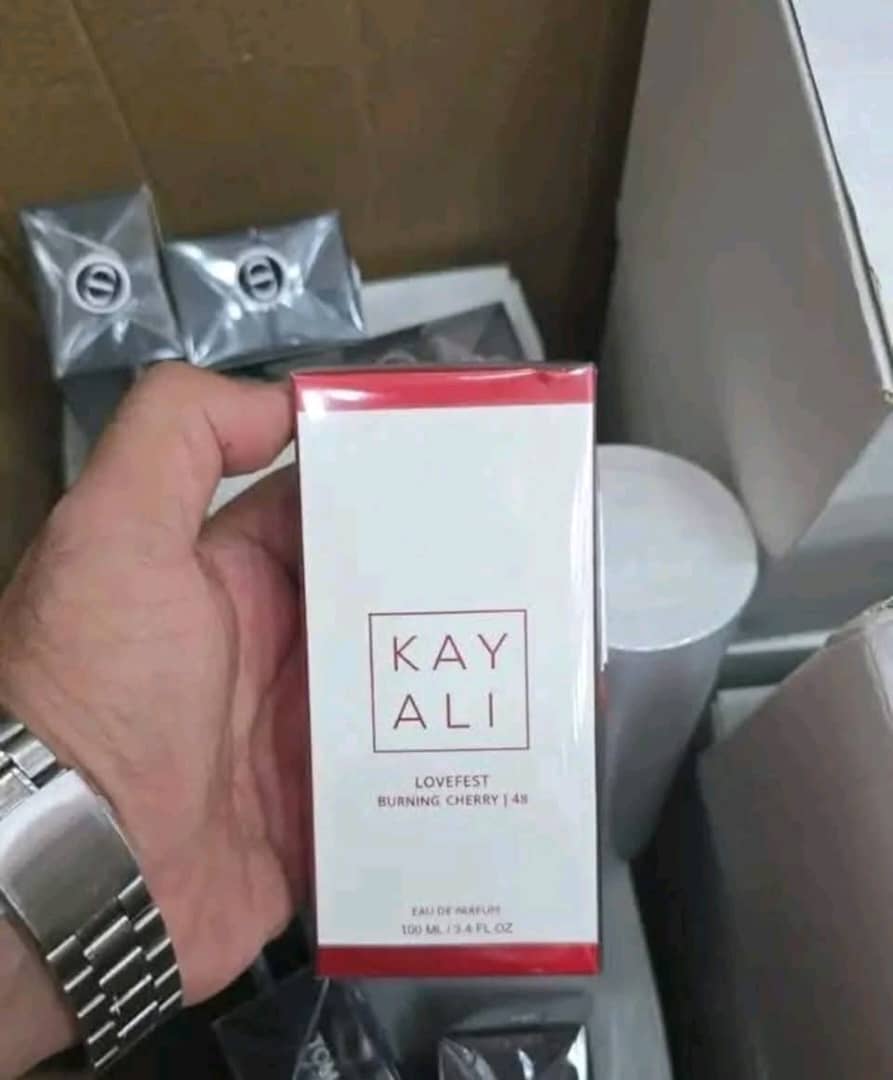 KAY
ALI
LOVEFEST
BURNING CHERRY | 48
EAU DE PARFUM
100 ML / 3.4 FL OZ